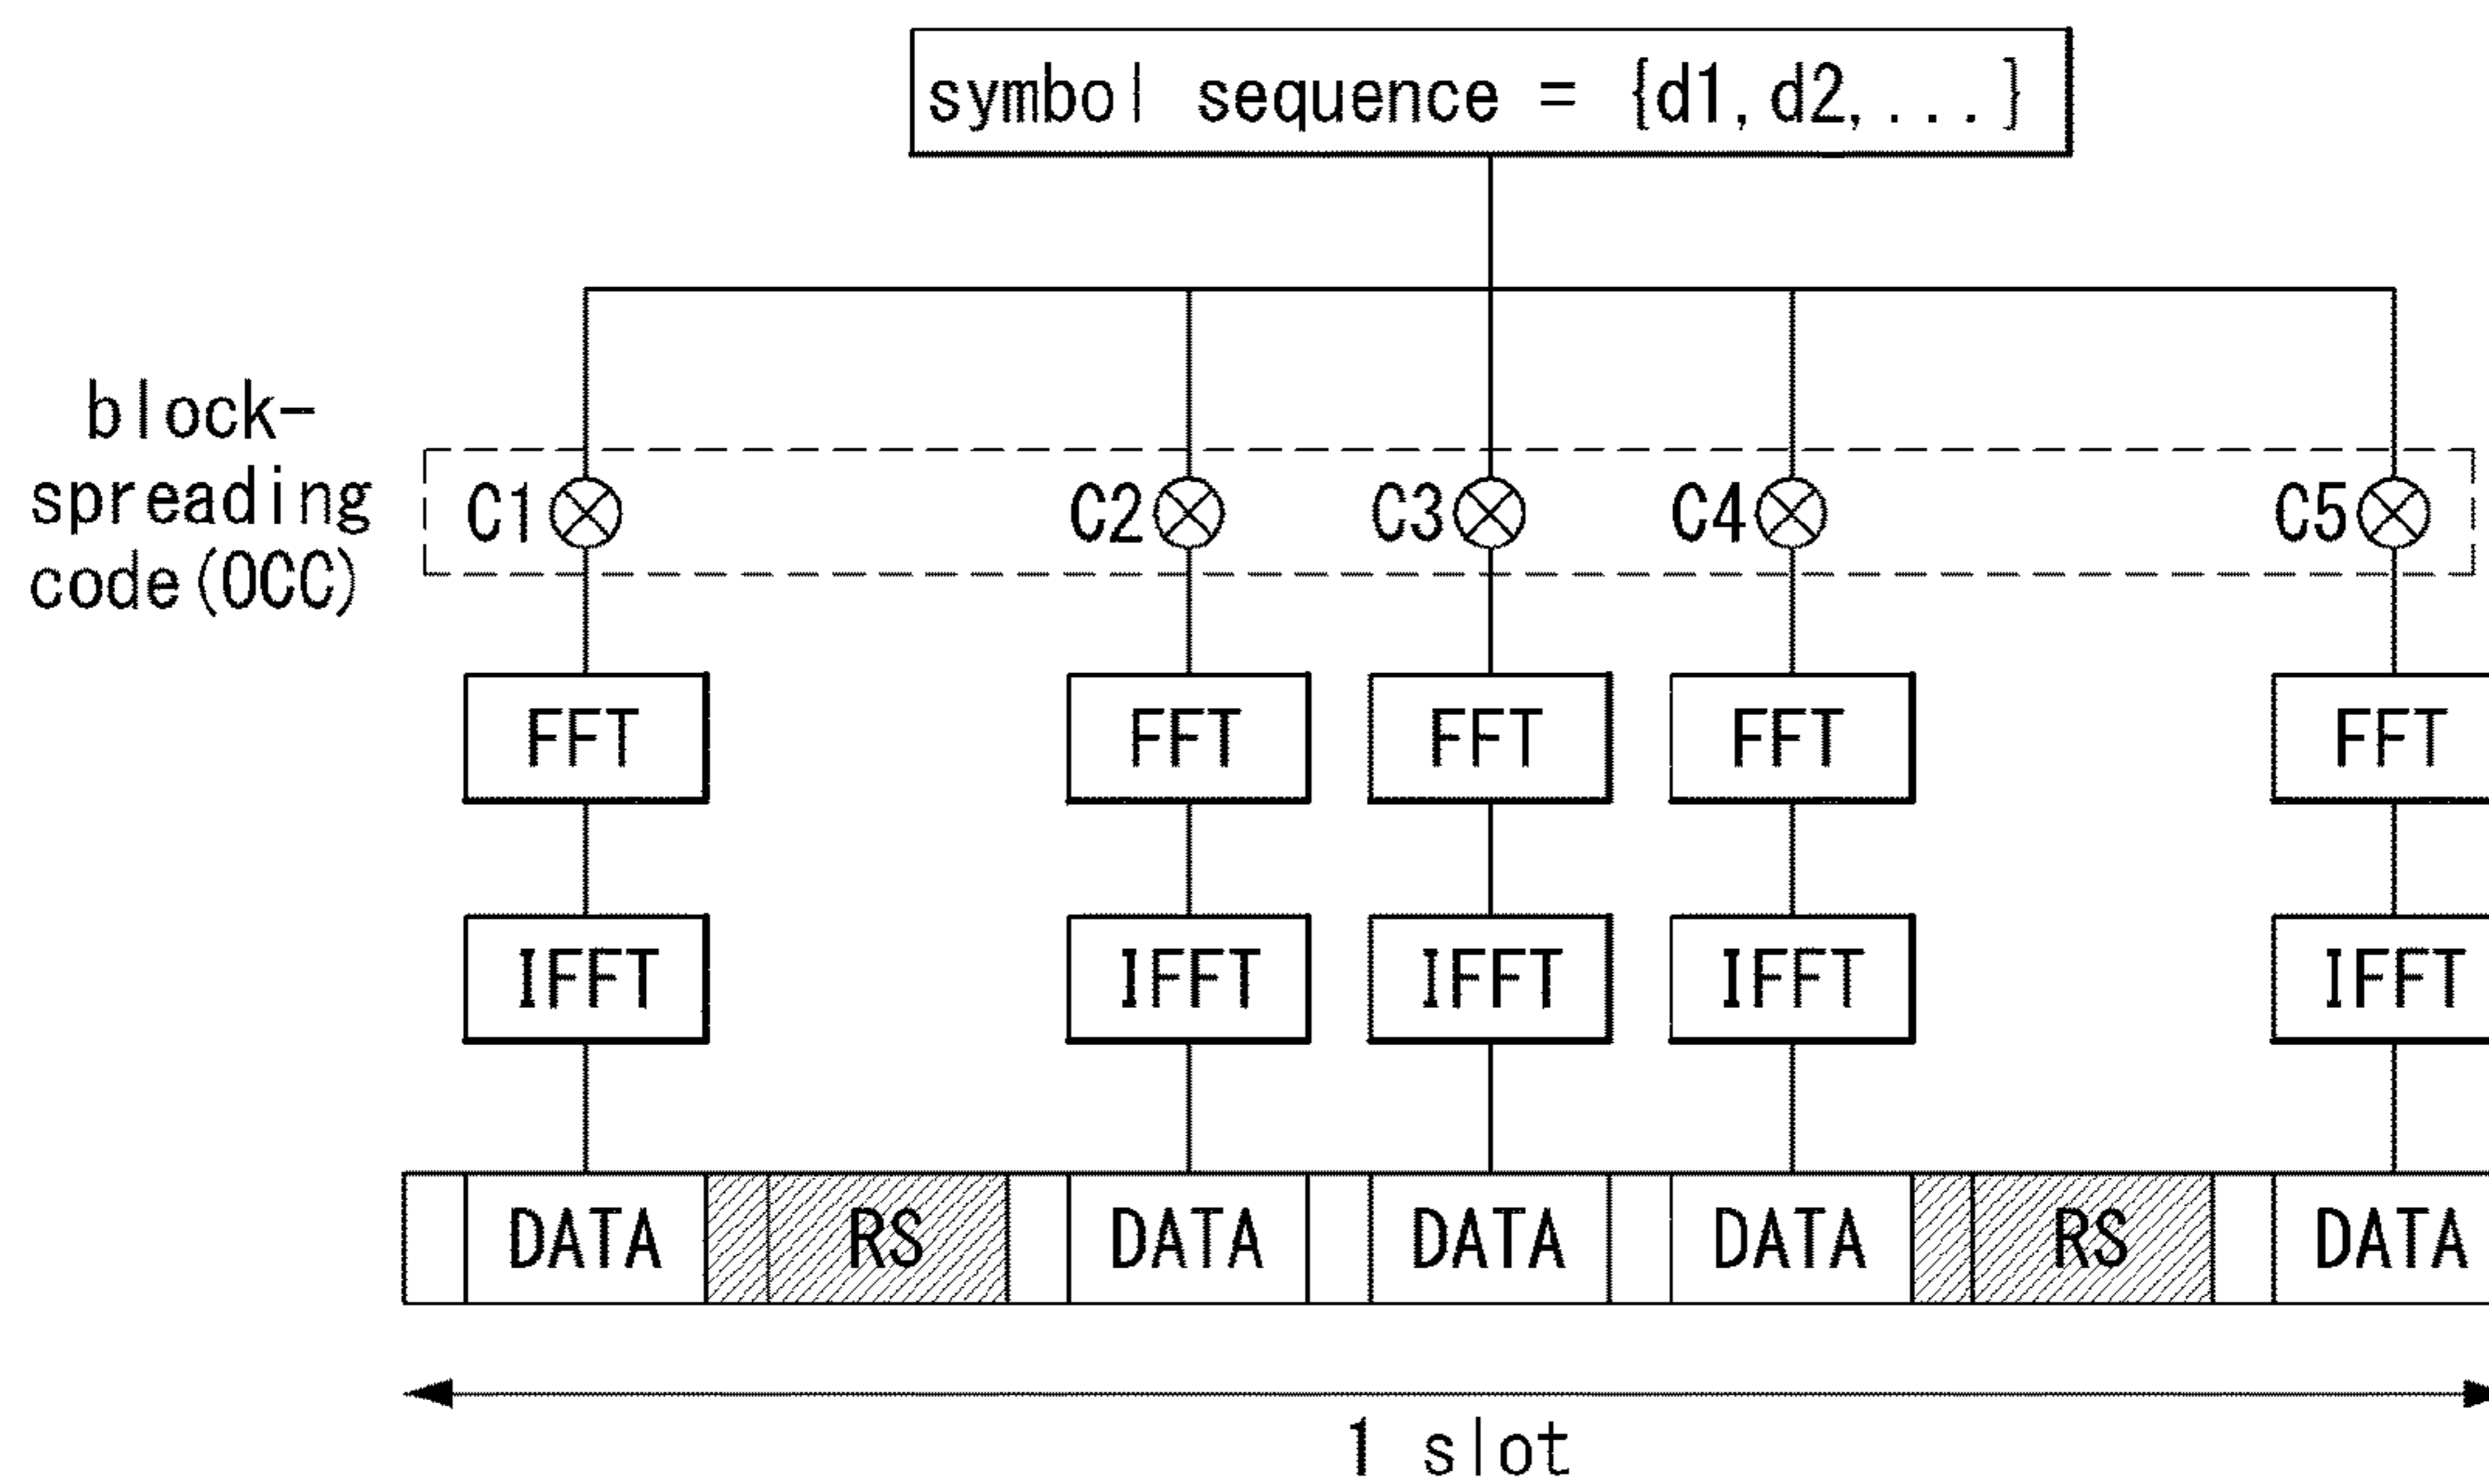 symbol sequence = {d1,d2,...}
block-
spreading
code(OCC)
C1 C2 C3 C4 C5
FFT FFT FFT FFT FFT
IFFT IFFT IFFT IFFT IFFT
DATA RS DATA DATA DATA RS DATA
1 slot